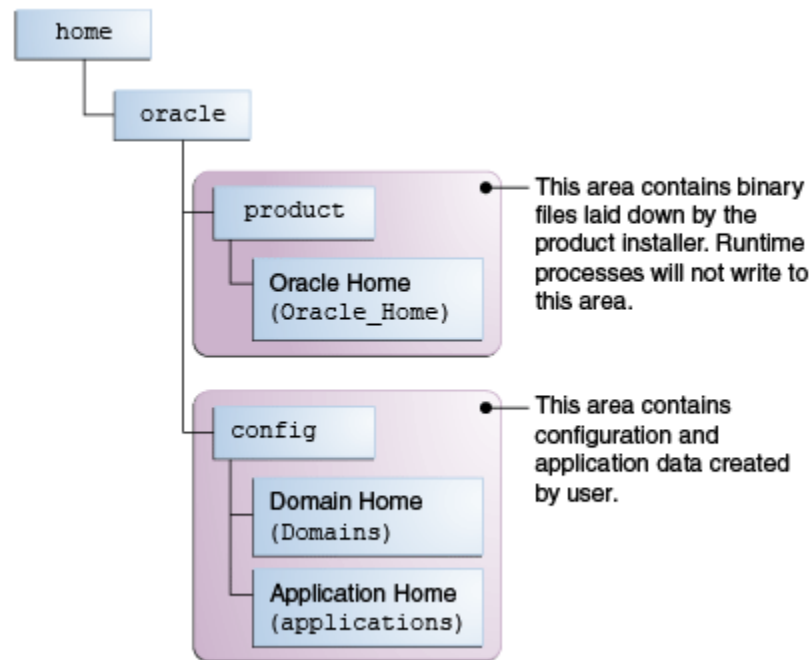 home
oracle
product
Oracle Home
(Oracle_Home)
This area contains binary
files laid down by the
product installer. Runtime
processes will not write to
this area.
config
Domain Home
(Domains)
Application Home
(applications)
This area contains
configuration and
application data created
by user.